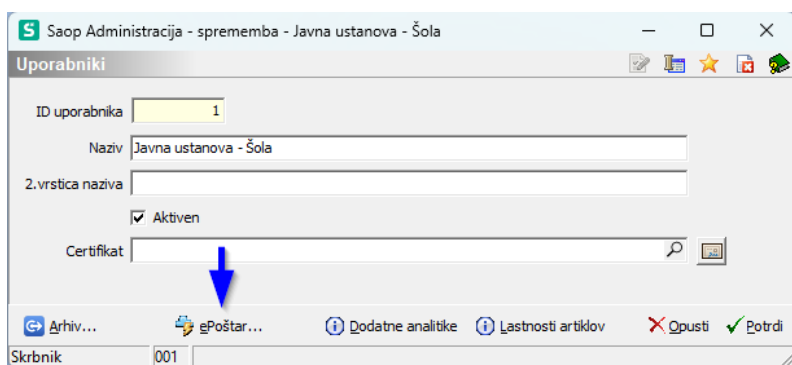 S Saop Administracija - sprememba - Javna ustanova - Šola
Uporabniki
ID uporabnika 1
Naziv Javna ustanova - Šola
2.vrstica naziva
Aktiven
Certifikat
Arhiv... ePoštar... Dodatne analitike Lastnosti artiklov Opusti Potrdi
Skrbnik 001